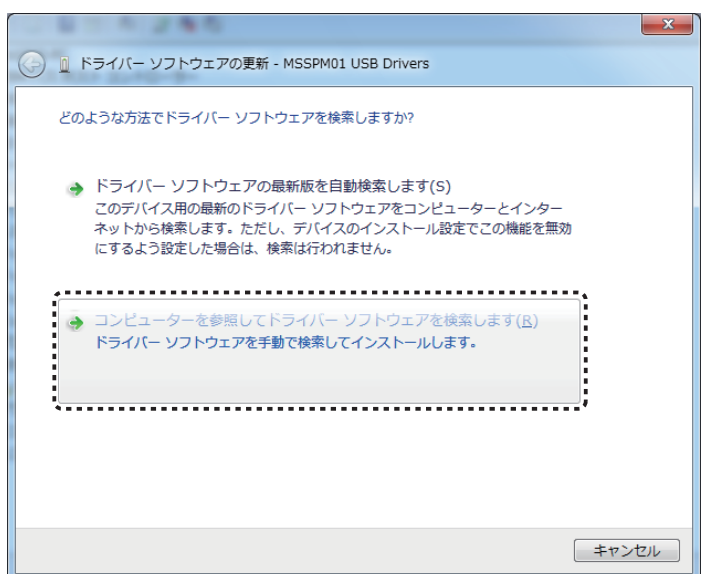 ドライバー ソフトウェアの更新 - MSSPM01 USB Drivers
どのような方法でドライバー ソフトウェアを検索しますか?
ドライバー ソフトウェアの最新版を自動検索します(S)
このデバイス用の最新のドライバー ソフトウェアをコンピューターとインター
ネットから検索します。ただし、デバイスのインストール設定でこの機能を無効
にするよう設定した場合は、検索は行われません。
コンピューターを参照してドライバー ソフトウェアを検索します(R)
ドライバー ソフトウェアを手動で検索してインストールします。
キャンセル